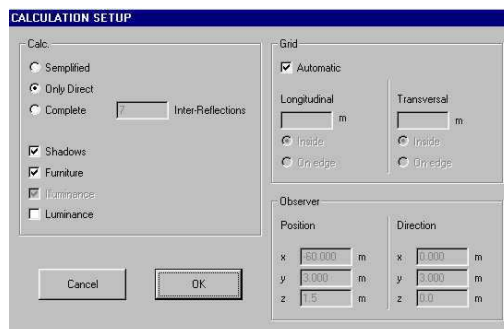 CALCULATION SETUP
Calc.
Semplified
Only Direct
Complete 7 Inter-Reflections
Shadows
Furniture
Illuminance
Luminance
Cancel OK
Grid
Automatic
Longitudinal Transversal
m m
Inside Inside
On edge On edge
Observer
Position Direction
x -60.000 m x 0.000 m
y 3.000 m y 3.000 m
z 1.5 m z 0.0 m